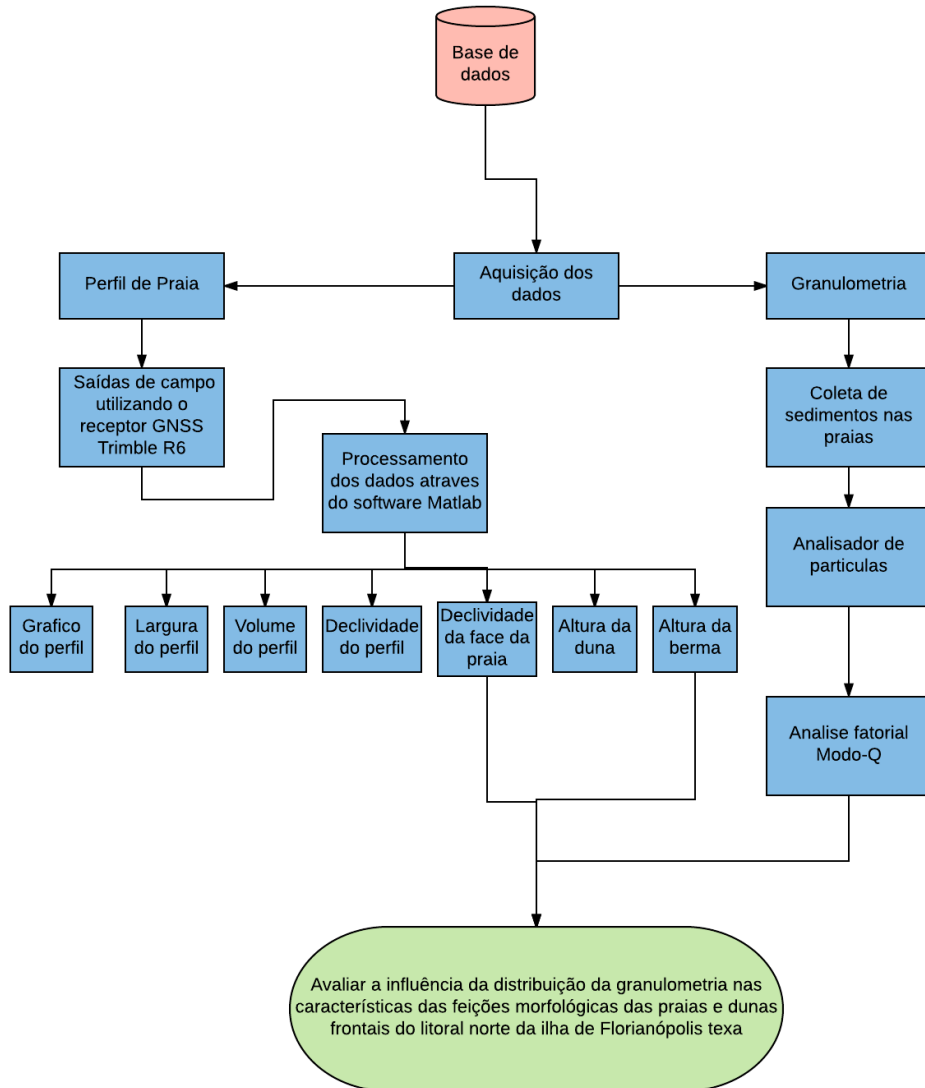 Base de
dados
Perfil de Praia
Aquisição dos
dados
Granulometria
Saídas de campo
utilizando o
receptor GNSS
Trimble R6
Coleta de
sedimentos nas
praias
Processamento
dos dados atraves
do software Matlab
Analisador de
particulas
Grafico
do perfil
Largura
do perfil
Volume
do perfil
Declividade
do perfil
Declividade
da face da
praia
Altura da
duna
Altura da
berma
Analise fatorial
Modo-Q
Avaliar a influência da distribuição da granulometria nas
características das feições morfológicas das praias e dunas
frontais do litoral norte da ilha de Florianópolis texa